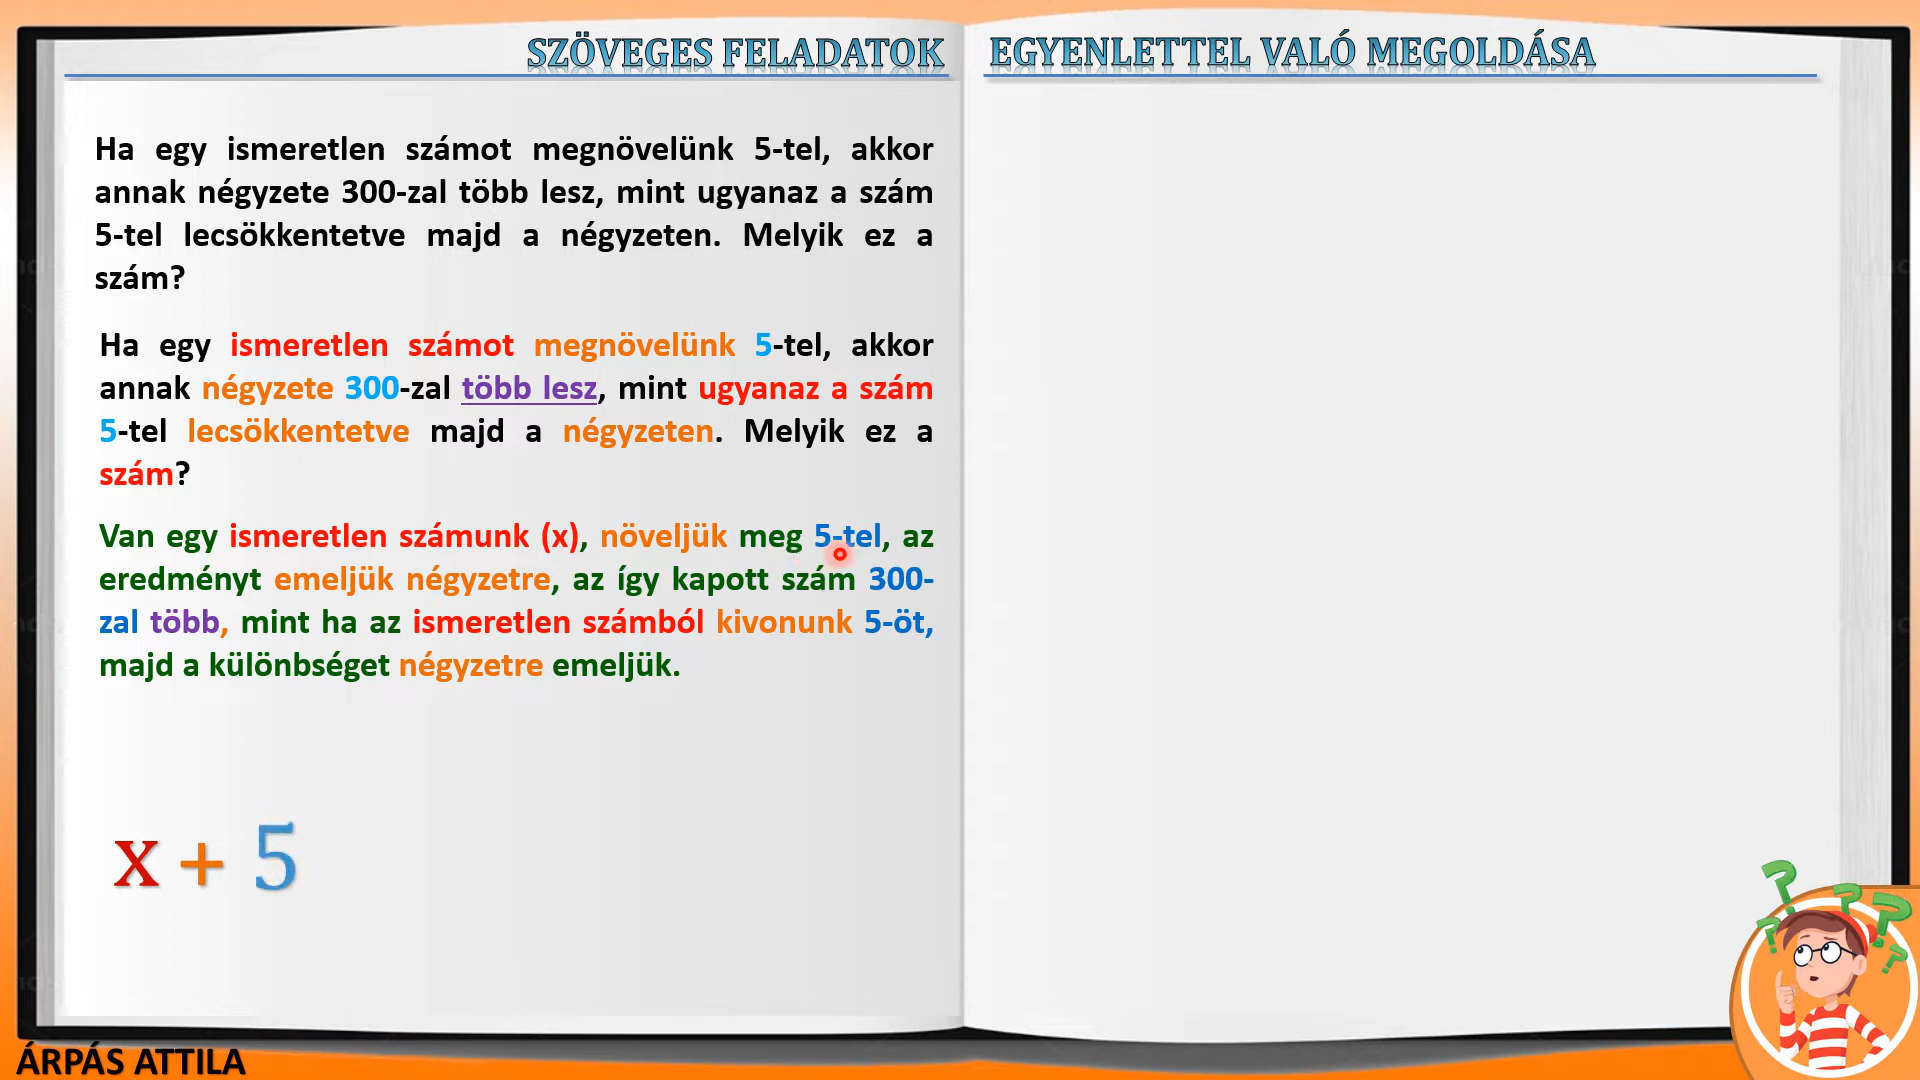 SZÖVEGES FELADATOK
EGYENLETTEL VALÓ MEGOLDÁSA
Ha egy ismeretlen számot megnövelünk 5-tel, akkor
annak négyzete 300-zal több lesz, mint ugyanaz a szám
5-tel lecsökkentetve majd a négyzeten. Melyik ez a
szám?
Ha egy ismeretlen számot megnövelünk 5-tel, akkor
annak négyzete 300-zal több lesz, mint ugyanaz a szám
5-tel lecsökkentetve majd a négyzeten. Melyik ez a
szám?
Van egy ismeretlen számunk (x), növeljük meg 5-tel, az
eredményt emeljük négyzetre, az így kapott szám 300-
zal több, mint ha az ismeretlen számból kivonunk 5-öt,
majd a különbséget négyzetre emeljük.
x + 5
ÁRPÁS ATTILA